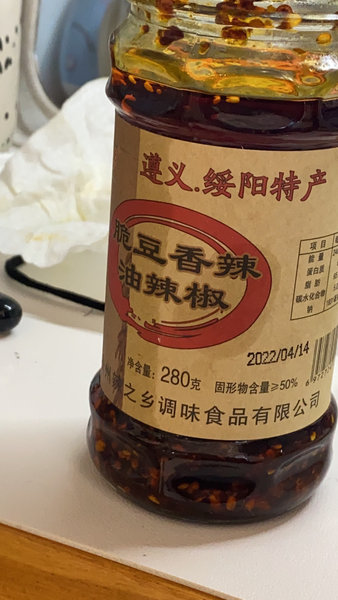 遵义.绥阳特产
脆豆香辣
油辣椒
项目
能量
蛋白质
脂肪
碳水化合物
钠
2022/04/14
净含量：280克 固形物含量≥50%
之乡调味食品有限公司